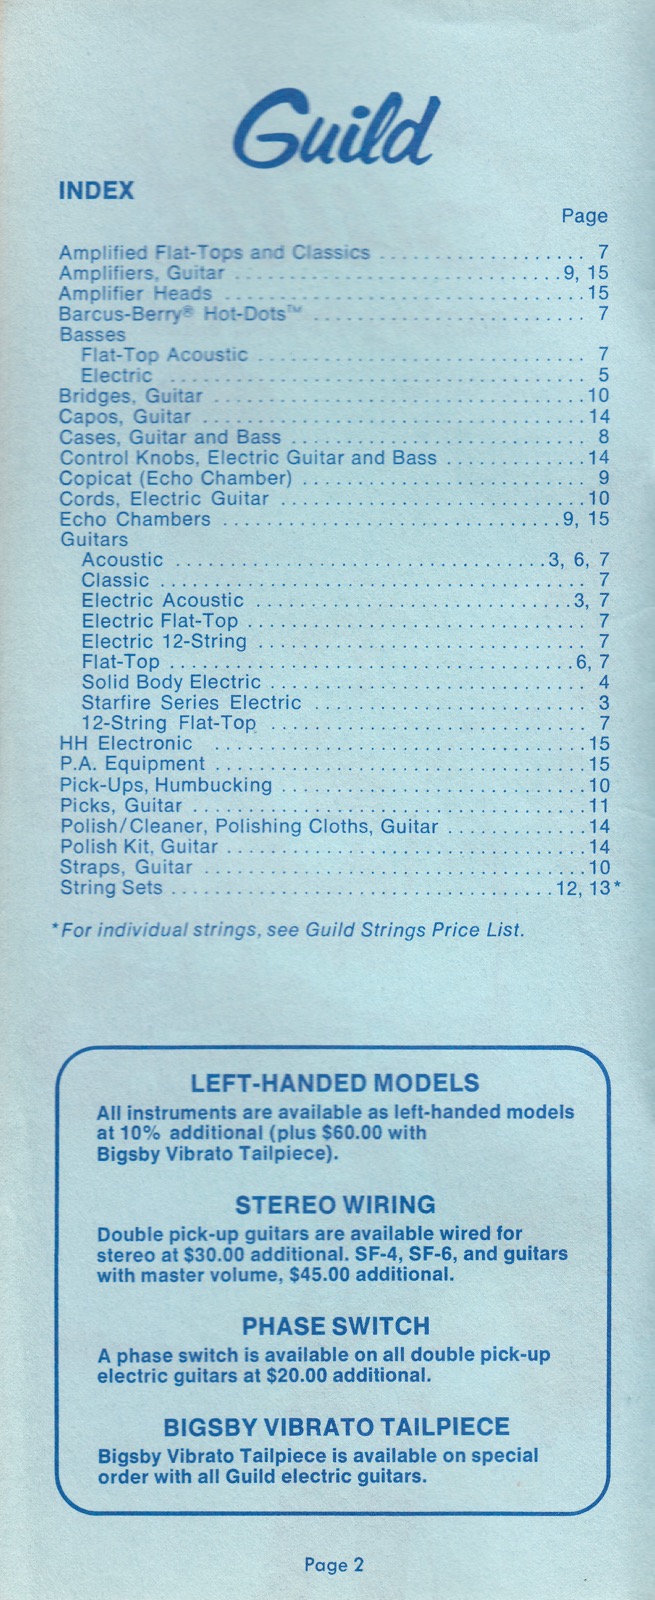 Guild
INDEX
Page
Amplified Flat-Tops and Classics . . . . . . . . . . . . . . . . . . . . 7
Amplifiers, Guitar . . . . . . . . . . . . . . . . . . . . 9, 15
Amplifier Heads . . . . . . . . . . . . . . . . . . . . 15
Barcus-Berry® Hot-Dots™ . . . . . . . . . . . . . . . . . . . . 7
Basses
Flat-Top Acoustic . . . . . . . . . . . . . . . . . . . . 7
Electric . . . . . . . . . . . . . . . . . . . . 5
Bridges, Guitar . . . . . . . . . . . . . . . . . . . . 10
Capos, Guitar . . . . . . . . . . . . . . . . . . . . 14
Cases, Guitar and Bass . . . . . . . . . . . . . . . . . . . . 8
Control Knobs, Electric Guitar and Bass . . . . . . . . . . . 14
Copicat (Echo Chamber) . . . . . . . . . . . . . . . . . . . . 9
Cords, Electric Guitar . . . . . . . . . . . . . . . . . . . . 10
Echo Chambers . . . . . . . . . . . . . . . . . . . . 9, 15
Guitars
Acoustic . . . . . . . . . . . . . . . . . . . . 3, 6, 7
Classic . . . . . . . . . . . . . . . . . . . . 7
Electric Acoustic . . . . . . . . . . . . . . . . . . . . 3, 7
Electric Flat-Top . . . . . . . . . . . . . . . . . . . . 7
Electric 12-String . . . . . . . . . . . . . . . . . . . . 7
Flat-Top . . . . . . . . . . . . . . . . . . . . 6, 7
Solid Body Electric . . . . . . . . . . . . . . . . . . . . 4
Starfire Series Electric . . . . . . . . . . . . . . . . . . . . 3
12-String Flat-Top . . . . . . . . . . . . . . . . . . . . 7
HH Electronic . . . . . . . . . . . . . . . . . . . . 15
P.A. Equipment . . . . . . . . . . . . . . . . . . . . 15
Pick-Ups, Humbucking . . . . . . . . . . . . . . . . . . . . 10
Picks, Guitar . . . . . . . . . . . . . . . . . . . . 11
Polish/Cleaner, Polishing Cloths, Guitar . . . . . . . . . . . 14
Polish Kit, Guitar . . . . . . . . . . . . . . . . . . . . 14
Straps, Guitar . . . . . . . . . . . . . . . . . . . . 10
String Sets . . . . . . . . . . . . . . . . . . . . 12, 13*
*For individual strings, see Guild Strings Price List.
LEFT-HANDED MODELS
All instruments are available as left-handed models
at 10% additional (plus $60.00 with
Bigsby Vibrato Tailpiece).
STEREO WIRING
Double pick-up guitars are available wired for
stereo at $30.00 additional. SF-4, SF-6, and guitars
with master volume, $45.00 additional.
PHASE SWITCH
A phase switch is available on all double pick-up
electric guitars at $20.00 additional.
BIGSBY VIBRATO TAILPIECE
Bigsby Vibrato Tailpiece is available on special
order with all Guild electric guitars.
Page 2